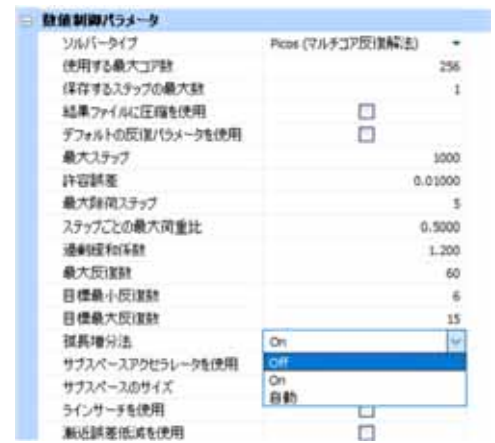 数値制御パラメータ
ソルバータイプ Picos (マルチコア反復解法)
使用する最大コア数 256
保存するステップの最大数 1
結果ファイルに圧縮を使用
デフォルトの反復パラメータを使用
最大ステップ 1000
許容誤差 0.01000
最大除荷ステップ 5
ステップごとの最大荷重比 0.5000
過剰緩和係数 1.200
最大反復数 60
目標最小反復数 6
目標最大反復数 15
弧長増分法 On
サブスペースアクセラレータを使用 Off
サブスペースのサイズ On
自動
ラインサーチを使用
漸近誤差低減を使用